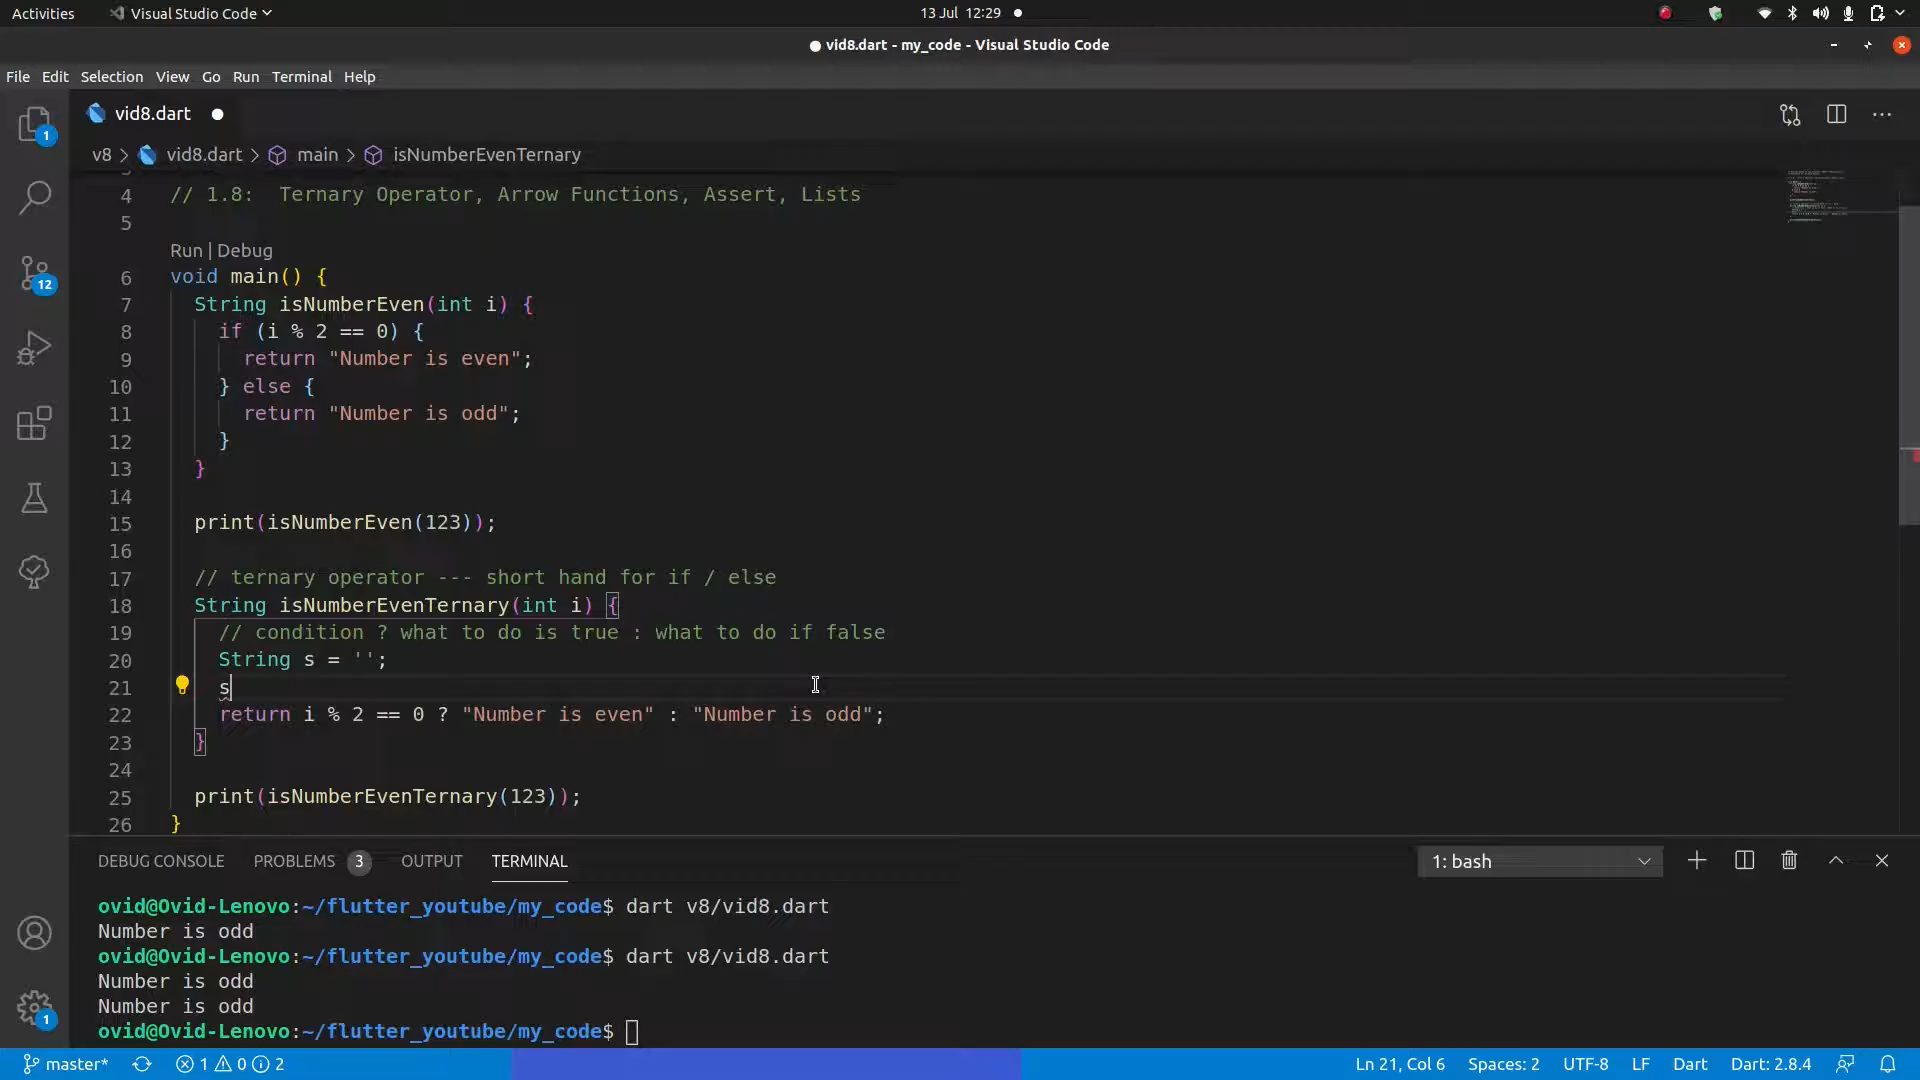 Activities
Visual Studio Code
13 Jul 12:29
vid8.dart - my_code - Visual Studio Code
File Edit Selection View Go Run Terminal Help
vid8.dart
v8 > vid8.dart > main > isNumberEvenTernary
4 // 1.8:  Ternary Operator, Arrow Functions, Assert, Lists
5
Run | Debug
6 void main() {
7 String isNumberEven(int i) {
8 if (i % 2 == 0) {
9 return "Number is even";
10 } else {
11 return "Number is odd";
12 }
13 }
14
15 print(isNumberEven(123));
16
17 // ternary operator --- short hand for if / else
18 String isNumberEvenTernary(int i) {
19 // condition ? what to do is true : what to do if false
20 String s = '';
21 s
22 return i % 2 == 0 ? "Number is even" : "Number is odd";
23 }
24
25 print(isNumberEvenTernary(123));
26 }
1
12
1
DEBUG CONSOLE PROBLEMS 3 OUTPUT TERMINAL
1: bash
ovid@Ovid-Lenovo:~/flutter_youtube/my_code$ dart v8/vid8.dart
Number is odd
ovid@Ovid-Lenovo:~/flutter_youtube/my_code$ dart v8/vid8.dart
Number is odd
Number is odd
ovid@Ovid-Lenovo:~/flutter_youtube/my_code$
master* 1 0 2
Ln 21, Col 6 Spaces: 2 UTF-8 LF Dart Dart: 2.8.4